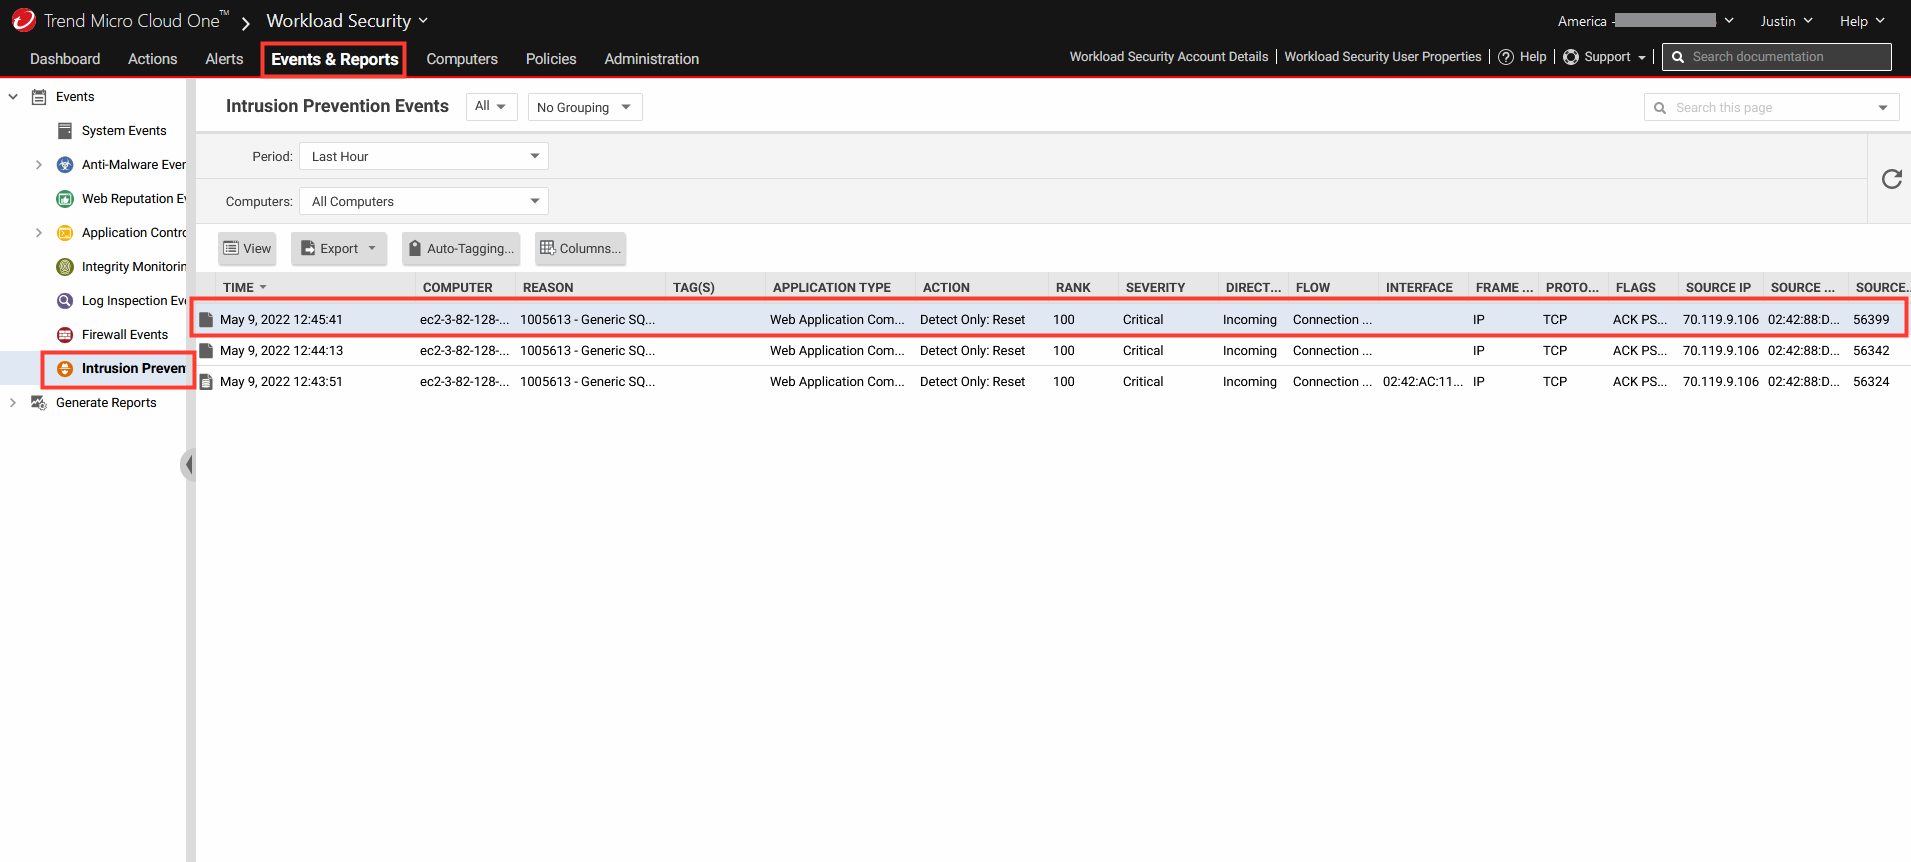 Trend Micro Cloud One™ Workload Security America - Justin Help
Dashboard Actions Alerts Events & Reports Computers Policies Administration Workload Security Account Details Workload Security User Properties Help Support Search documentation
Events
System Events
Anti-Malware Ever
Web Reputation Ev
Application Contro
Integrity Monitorin
Log Inspection Eve
Firewall Events
Intrusion Preven
Generate Reports
Intrusion Prevention Events All No Grouping Search this page
Period: Last Hour
Computers: All Computers
View Export Auto-Tagging... Columns...
TIME COMPUTER REASON TAG(S) APPLICATION TYPE ACTION RANK SEVERITY DIRECT... FLOW INTERFACE FRAME ... PROTO... FLAGS SOURCE IP SOURCE ... SOURCE...
May 9, 2022 12:45:41 ec2-3-82-128-... 1005613 - Generic SQ... Web Application Com... Detect Only: Reset 100 Critical Incoming Connection ... IP TCP ACK PS... 70.119.9.106 02:42:88:D... 56399
May 9, 2022 12:44:13 ec2-3-82-128-... 1005613 - Generic SQ... Web Application Com... Detect Only: Reset 100 Critical Incoming Connection ... IP TCP ACK PS... 70.119.9.106 02:42:88:D... 56342
May 9, 2022 12:43:51 ec2-3-82-128-... 1005613 - Generic SQ... Web Application Com... Detect Only: Reset 100 Critical Incoming Connection ... 02:42:AC:11... IP TCP ACK PS... 70.119.9.106 02:42:88:D... 56324